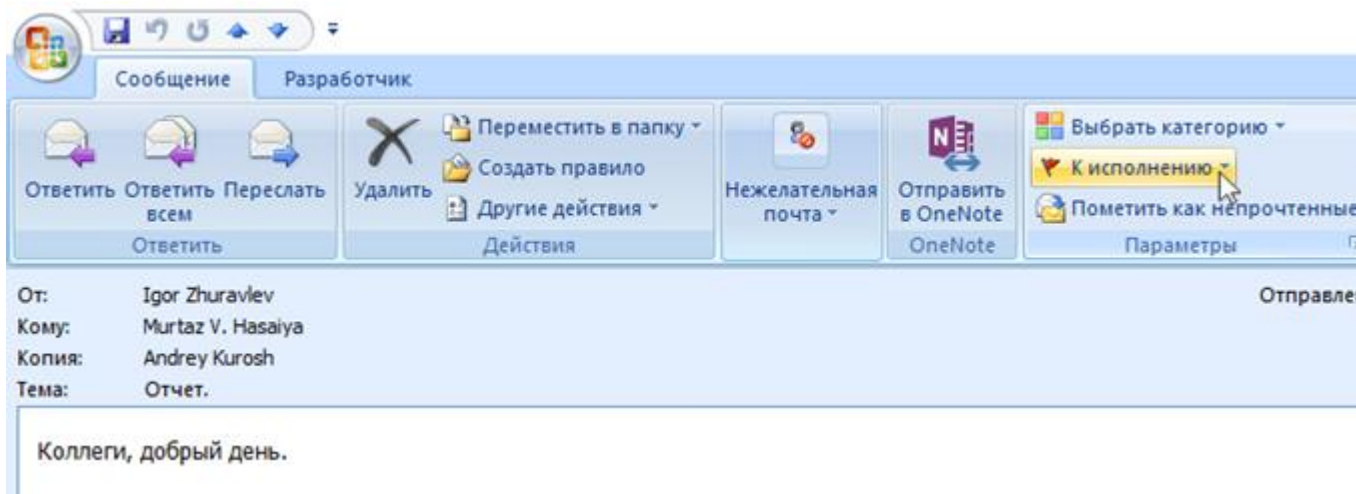 Сообщение Разработчик
Переместить в папку
Выбрать категорию
Создать правило
К исполнению
Ответить Ответить Переслать Удалить Нежелательная Отправить
всем Другие действия почта в OneNote Пометить как непрочтенные
Ответить Действия OneNote Параметры
От: Igor Zhuravlev Отправле
Кому: Murtaz V. Hasaiya
Копия: Andrey Kurosh
Тема: Отчет.
Коллеги, добрый день.